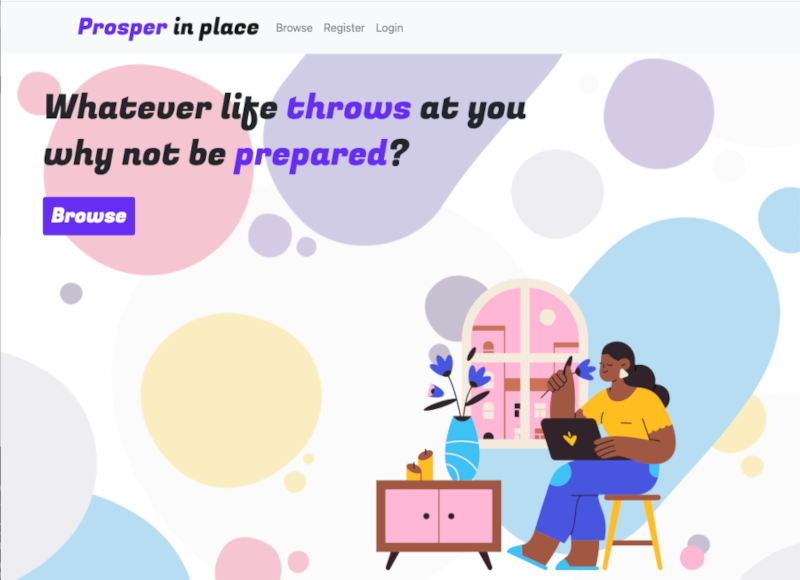 Prosper in place Browse Register Login
Whatever life throws at you
why not be prepared?
Browse